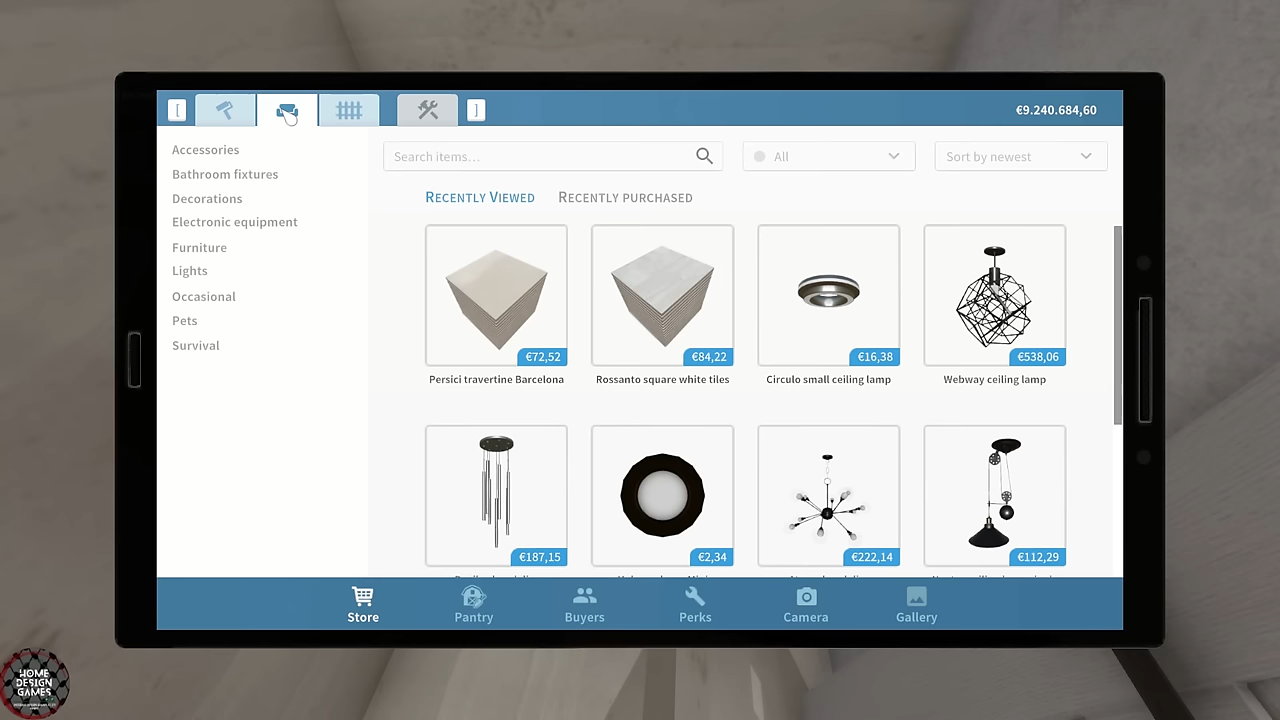 [
]
€9.240.684,60
Accessories
Bathroom fixtures
Decorations
Electronic equipment
Furniture
Lights
Occasional
Pets
Survival
Search items...
All
Sort by newest
RECENTLY VIEWED
RECENTLY PURCHASED
€72,52
€84,22
€16,38
€538,06
Persici travertine Barcelona
Rossanto square white tiles
Circulo small ceiling lamp
Webway ceiling lamp
€187,15
€2,34
€222,14
€112,29
Store
Pantry
Buyers
Perks
Camera
Gallery
HOME
DESIGN
GAMES